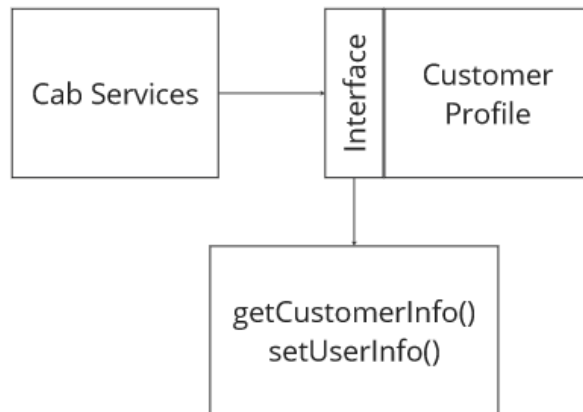 Cab Services
Interface
Customer
Profile
getCustomerInfo()
setUserInfo()